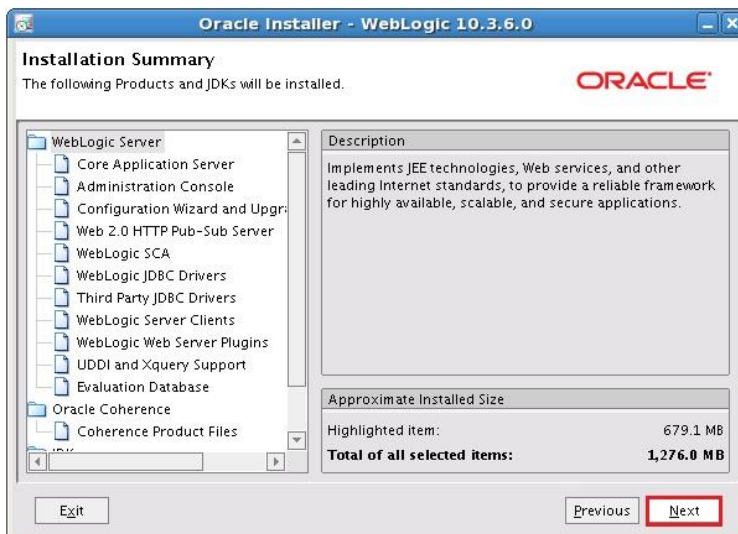 Oracle Installer - WebLogic 10.3.6.0
Installation Summary
The following Products and JDKs will be installed.
ORACLE
WebLogic Server
Core Application Server
Administration Console
Configuration Wizard and Upgr
Web 2.0 HTTP Pub-Sub Server
WebLogic SCA
WebLogic JDBC Drivers
Third Party JDBC Drivers
WebLogic Server Clients
WebLogic Web Server Plugins
UDDI and Xquery Support
Evaluation Database
Oracle Coherence
Coherence Product Files
Description
Implements JEE technologies, Web services, and other
leading Internet standards, to provide a reliable framework
for highly available, scalable, and secure applications.
Approximate Installed Size
Highlighted item: 679.1 MB
Total of all selected items: 1,276.0 MB
Exit
Previous
Next